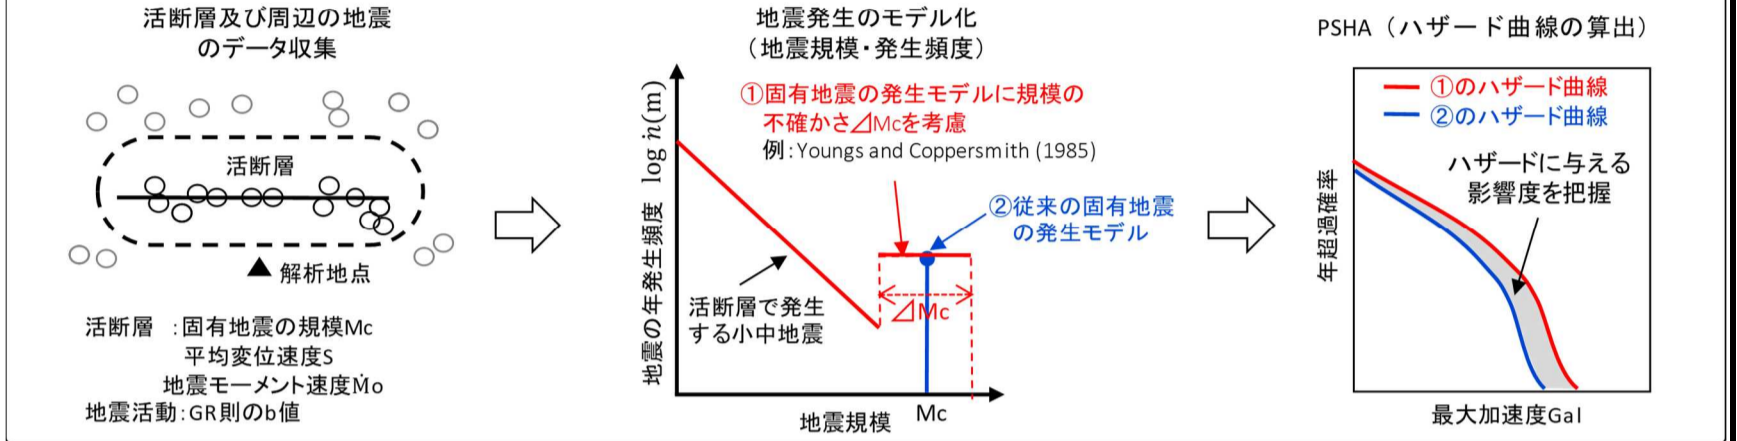 活断層及び周辺の地震
のデータ収集
活断層
▲ 解析地点
活断層 :固有地震の規模Mc
平均変位速度S
地震モーメント速度Ṁo
地震活動:GR則のb値
地震発生のモデル化
(地震規模・発生頻度)
地震の年発生頻度 log ṅ(m)
①固有地震の発生モデルに規模の
不確かさ⊿Mcを考慮
例:Youngs and Coppersmith (1985)
②従来の固有地震
の発生モデル
活断層で発生
する小中地震
⊿Mc
Mc
地震規模
PSHA(ハザード曲線の算出)
①のハザード曲線
②のハザード曲線
ハザードに与える
影響度を把握
年超過確率
最大加速度Gal